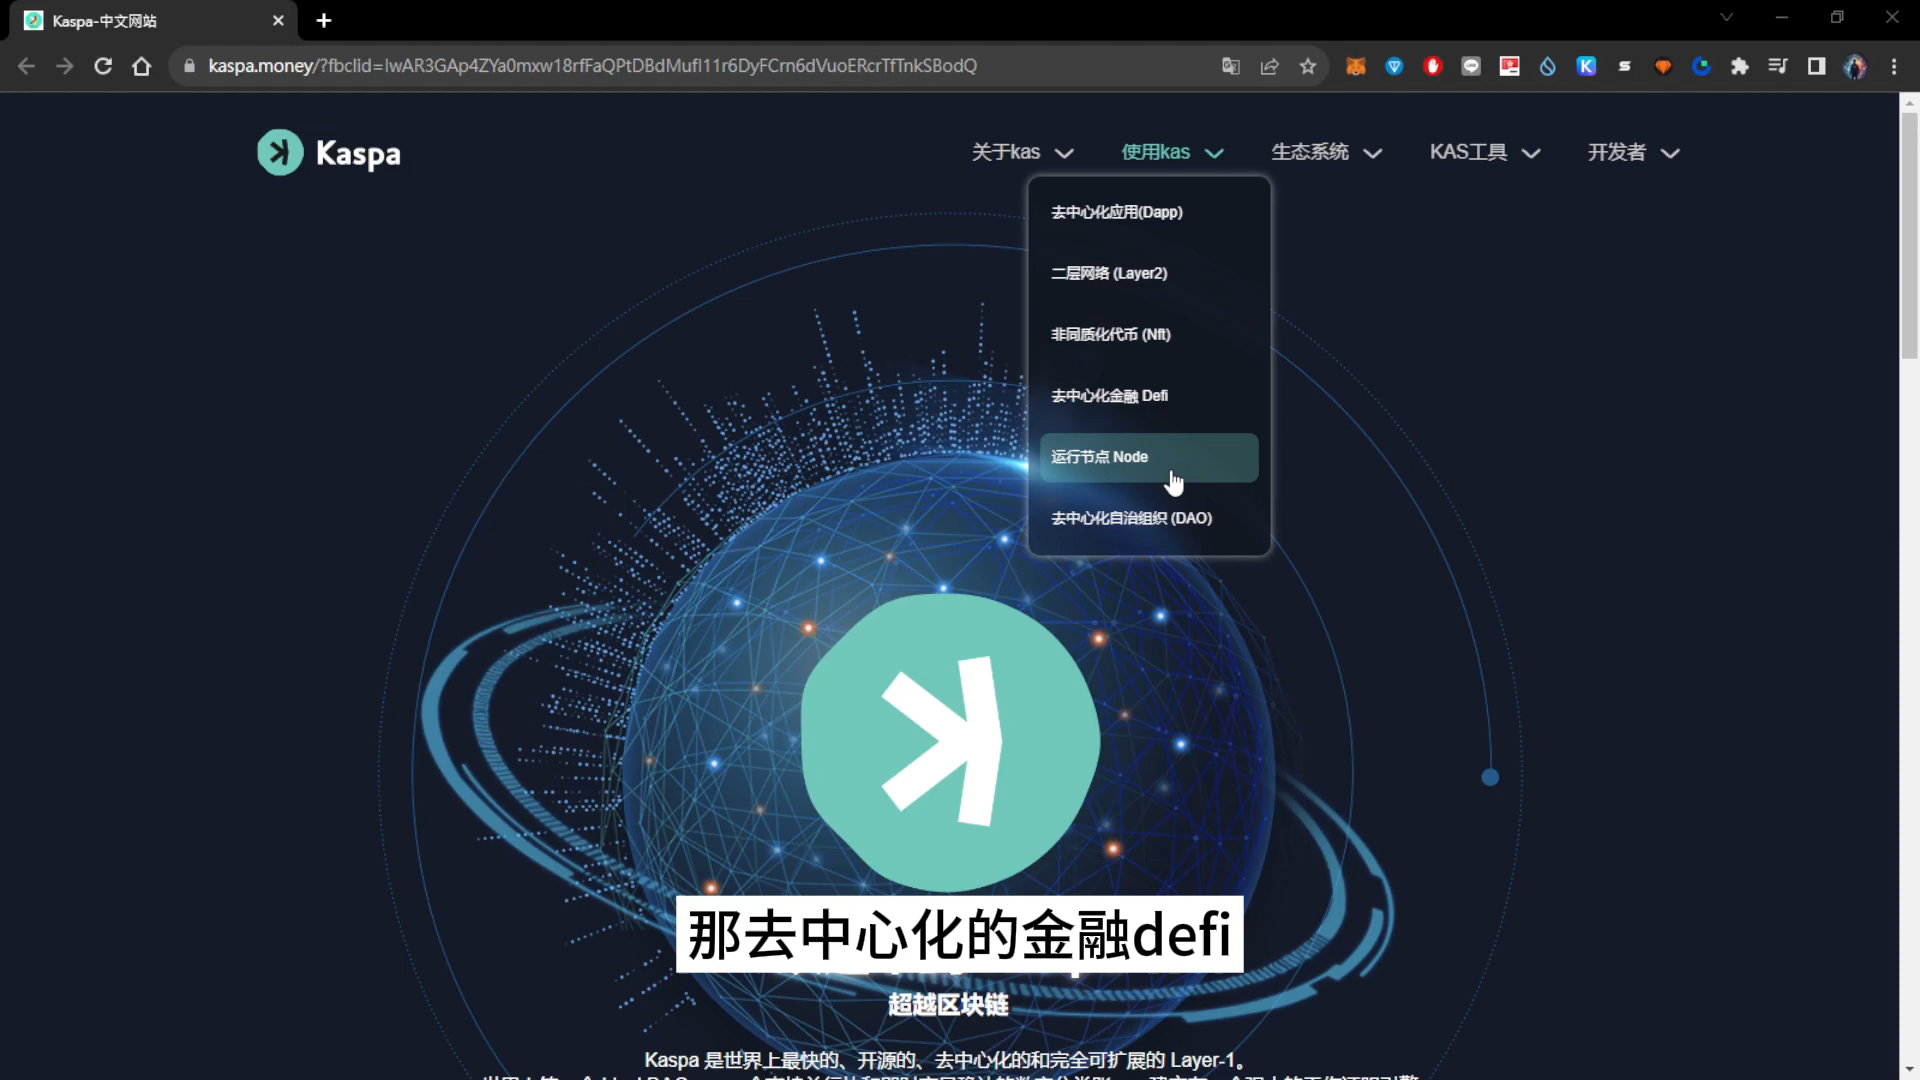 Kaspa-中文网站
kaspa.money/?fbclid=IwAR3GAp4ZYa0mxw18rfFaQPtDBdMufl11r6DyFCrn6dVuoERcrTfTnkSBodQ
Kaspa
关于kas
使用kas
生态系统
KAS工具
开发者
去中心化应用(Dapp)
二层网络 (Layer2)
非同质化代币 (Nft)
去中心化金融 Defi
运行节点 Node
去中心化自治组织 (DAO)
那去中心化的金融defi
超越区块链
Kaspa 是世界上最快的、开源的、去中心化的和完全可扩展的 Layer-1。